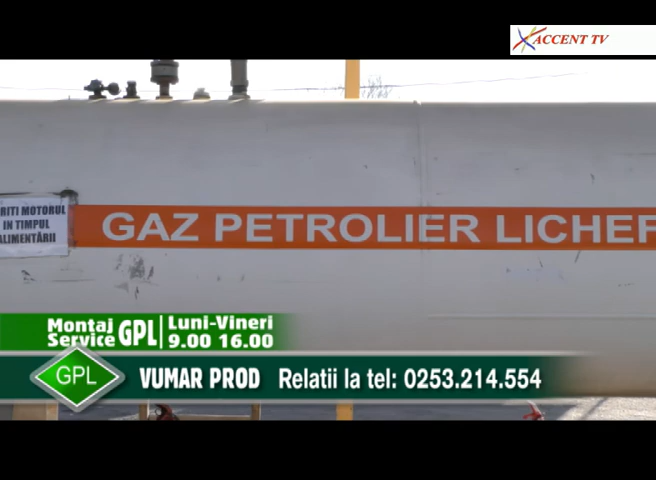 ACCENT TV
GAZ PETROLIER LICHEF
RITI MOTORUL
IN TIMPUL
ALIMENTĂRII
Montaj
Service
GPL
Luni-Vineri
9.00 16.00
GPL
VUMAR PROD Relatii la tel: 0253.214.554